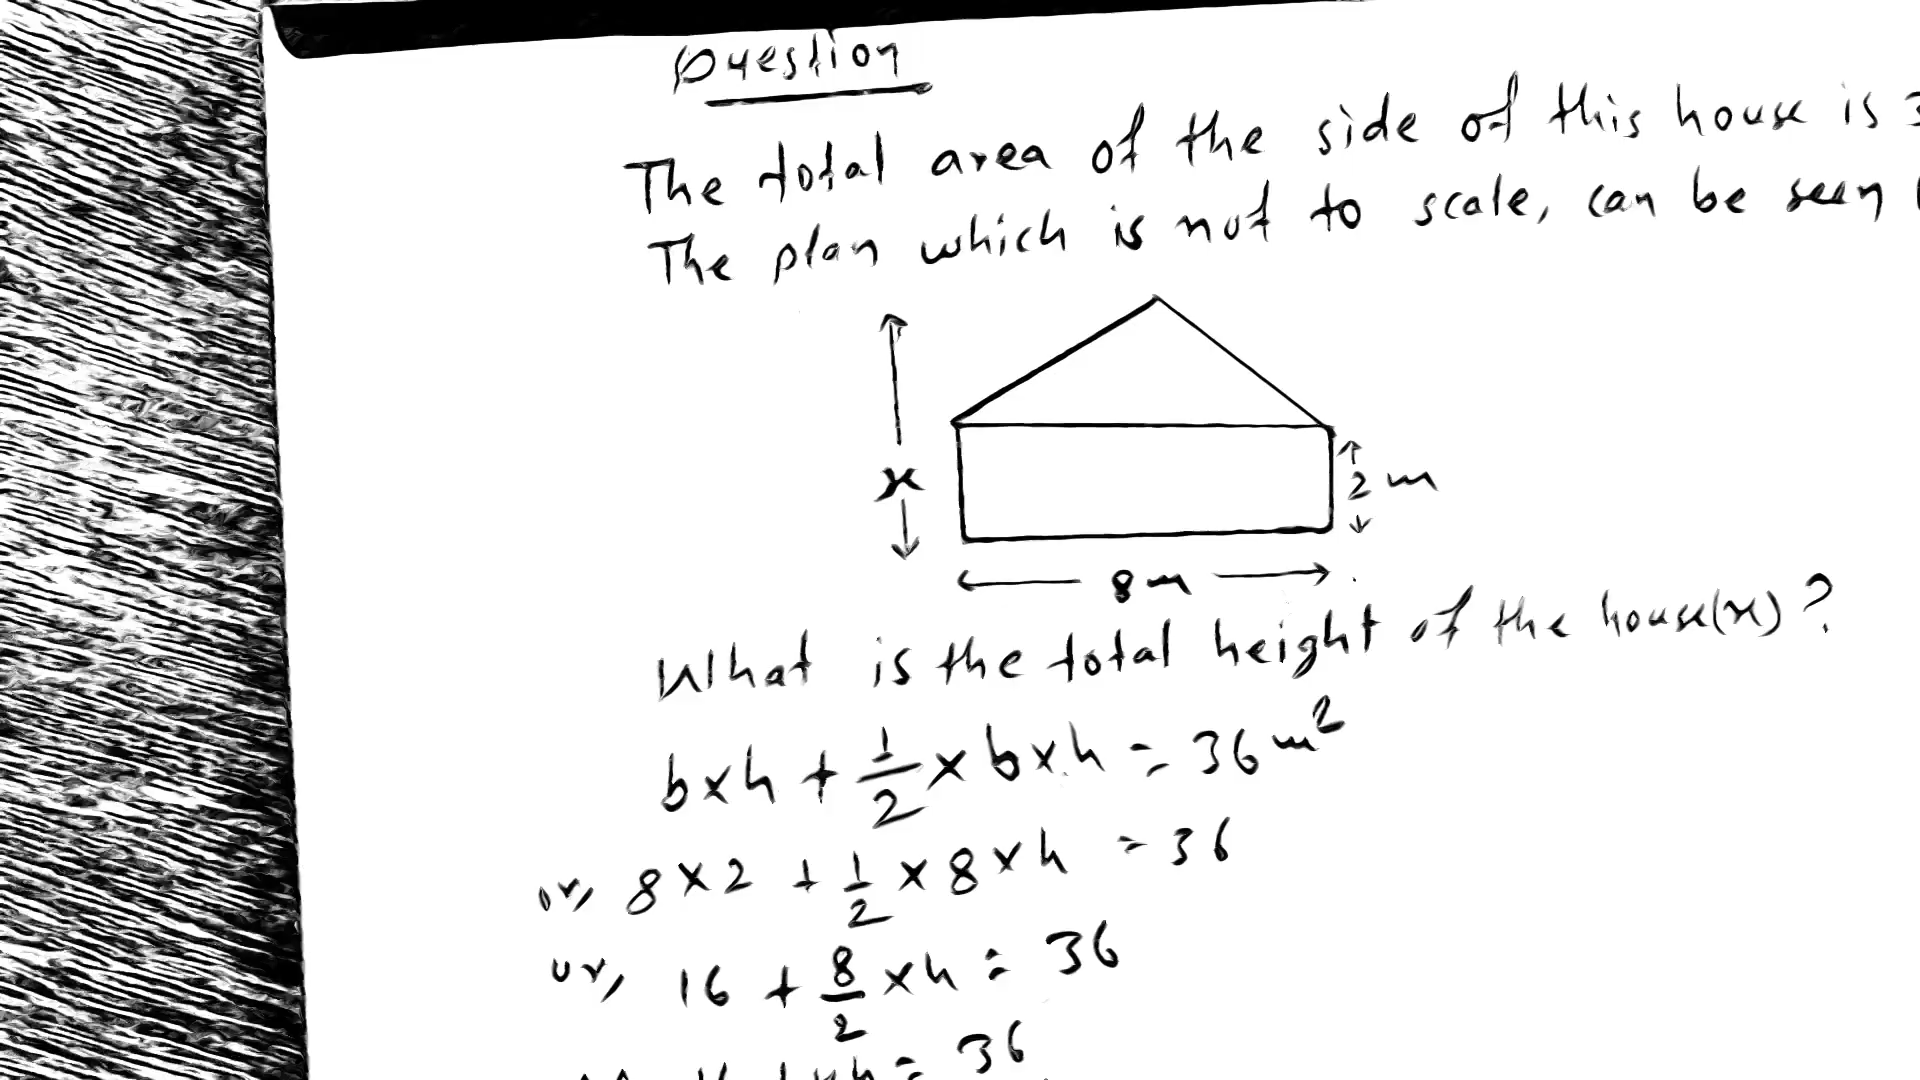 Question
The total area of the side of this house is
The plan which is not to scale, can be seen
x
2 m
8m
What is the total height of the house(x)?
b×h + 1/2 × b×h = 36 m²
or, 8×2 + 1/2 × 8×h = 36
or, 16 + 8/2 × h = 36
= 36